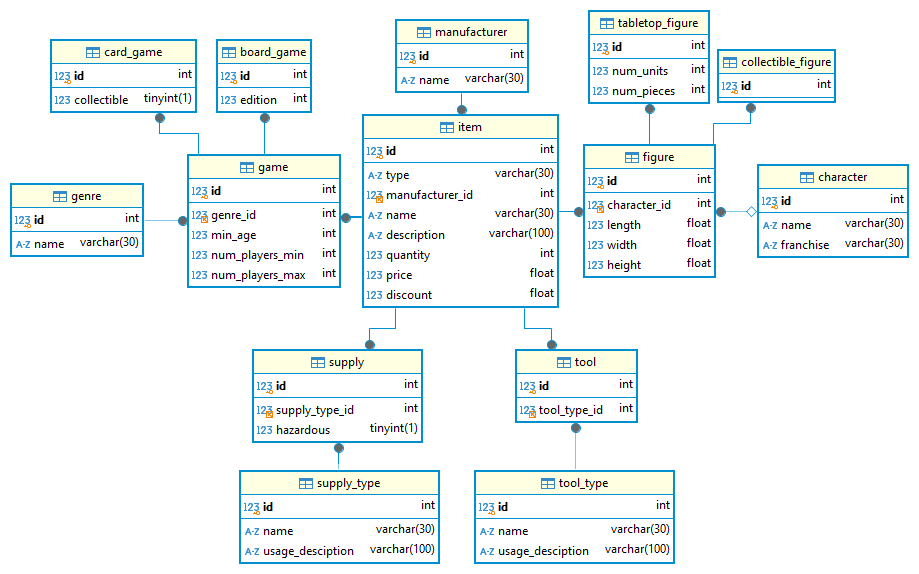 card_game
123 id int
123 collectible tinyint(1)
board_game
123 id int
123 edition int
manufacturer
123 id int
A-Z name varchar(30)
tabletop_figure
123 id int
123 num_units int
123 num_pieces int
collectible_figure
123 id int
item
123 id int
A-Z type varchar(30)
123 manufacturer_id int
A-Z name varchar(30)
A-Z description varchar(100)
123 quantity int
123 price float
123 discount float
game
123 id int
123 genre_id int
123 min_age int
123 num_players_min int
123 num_players_max int
genre
123 id int
A-Z name varchar(30)
figure
123 id int
123 character_id int
123 length float
123 width float
123 height float
character
123 id int
A-Z name varchar(30)
A-Z franchise varchar(30)
supply
123 id int
123 supply_type_id int
123 hazardous tinyint(1)
tool
123 id int
123 tool_type_id int
supply_type
123 id int
A-Z name varchar(30)
A-Z usage_desciption varchar(100)
tool_type
123 id int
A-Z name varchar(30)
A-Z usage_desciption varchar(100)